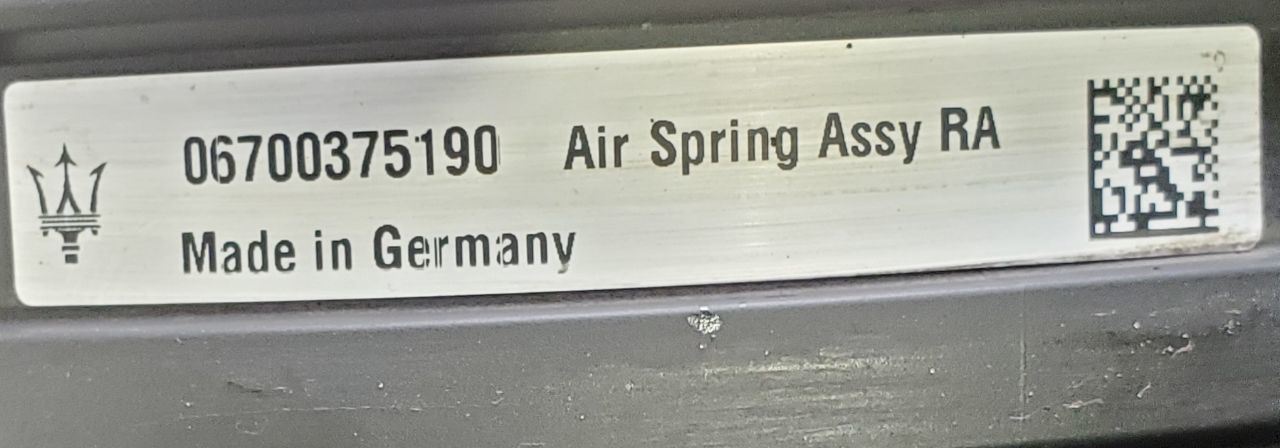 06700375190 Air Spring Assy RA
Made in Germany